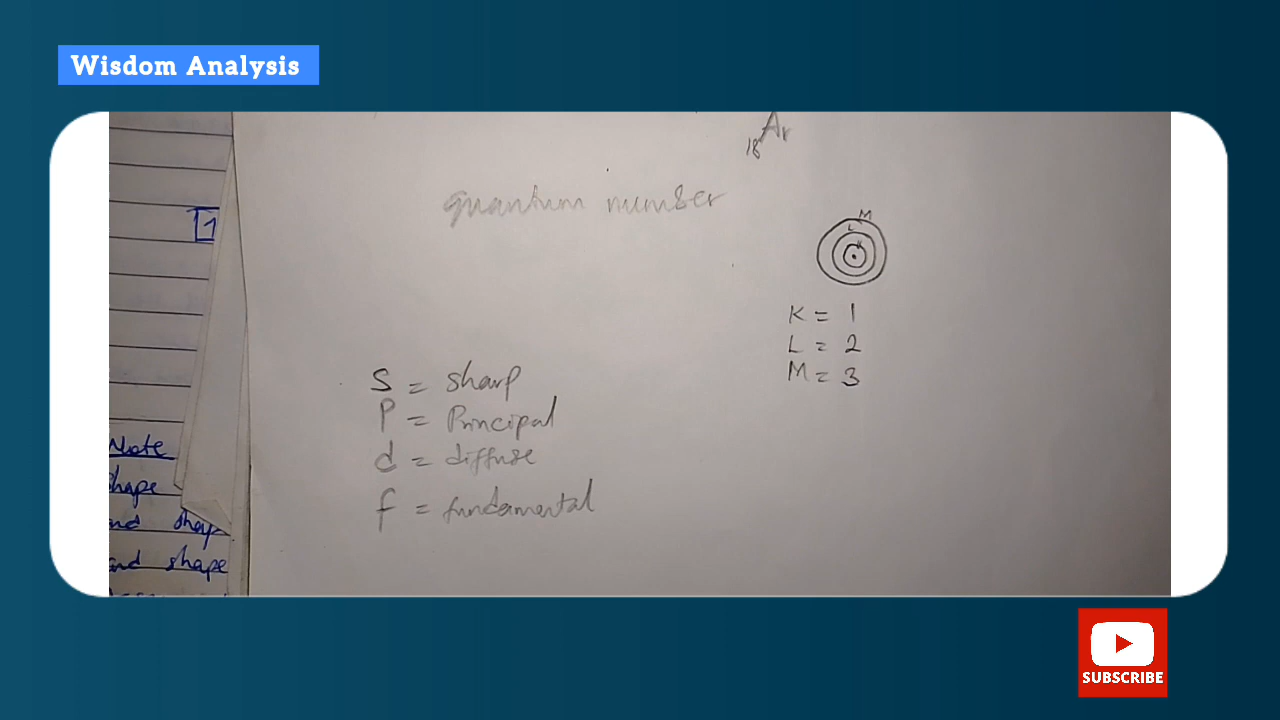 Wisdom Analysis
18Ar
quantum number
M
L
K
K = 1
L = 2
M = 3
S = sharp
P = Principal
d = diffuse
f = fundamental
1
Note
shape
and shape
and shape
SUBSCRIBE